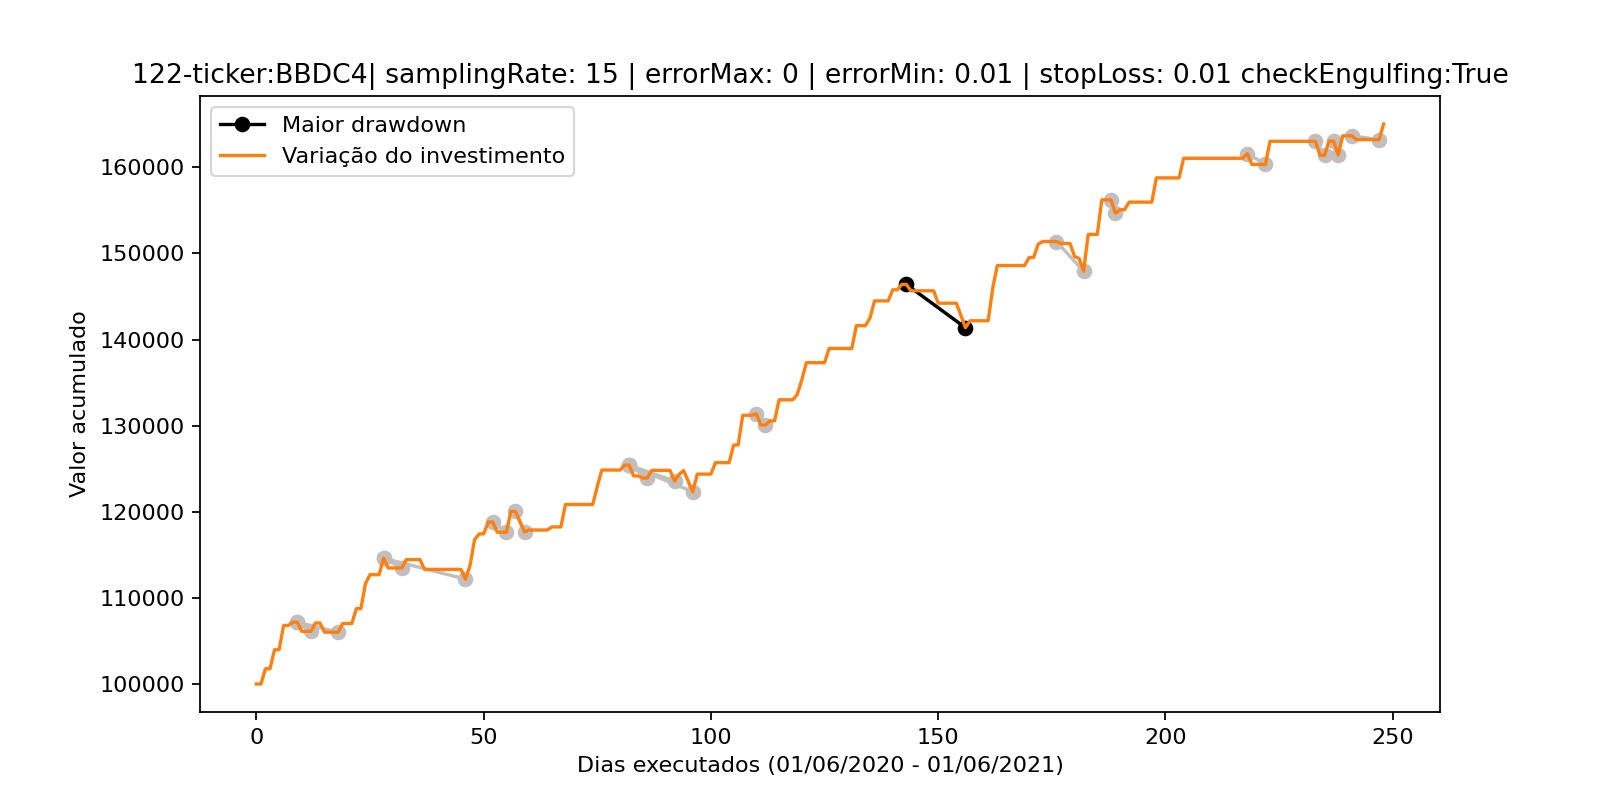 122-ticker:BBDC4| samplingRate: 15 | errorMax: 0 | errorMin: 0.01 | stopLoss: 0.01 checkEngulfing:True
Maior drawdown
Variação do investimento
160000
150000
140000
130000
120000
110000
100000
Valor acumulado
0 50 100 150 200 250
Dias executados (01/06/2020 - 01/06/2021)